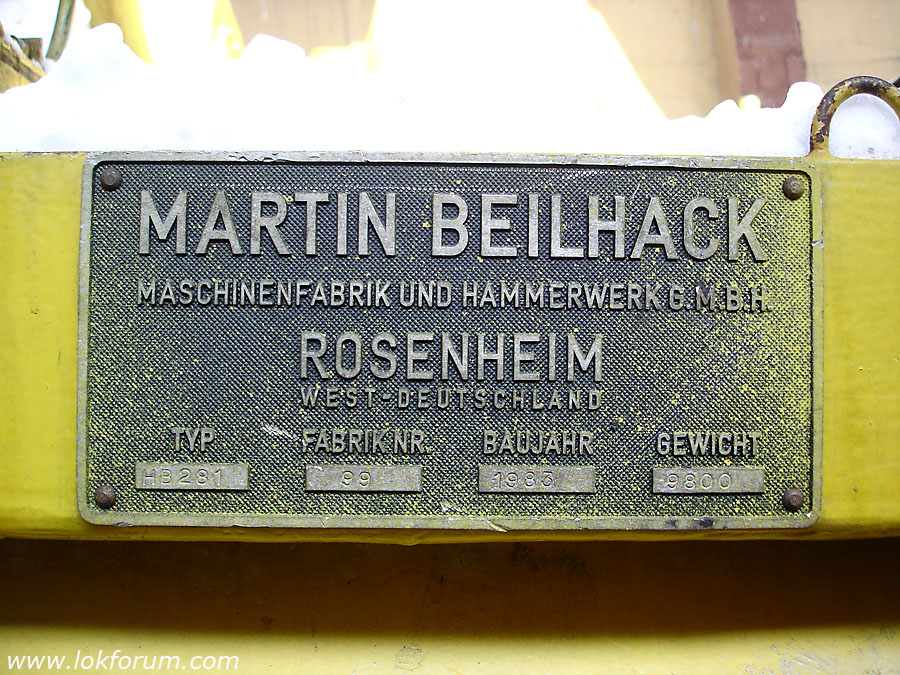 MARTIN BEILHACK
MASCHINENFABRIK UND HAMMERWERK G.M.B.H.
ROSENHEIM
WEST-DEUTSCHLAND
TYP FABRIK NR. BAUJAHR GEWICHT
HB281 99 1983 9800
www.lokforum.com